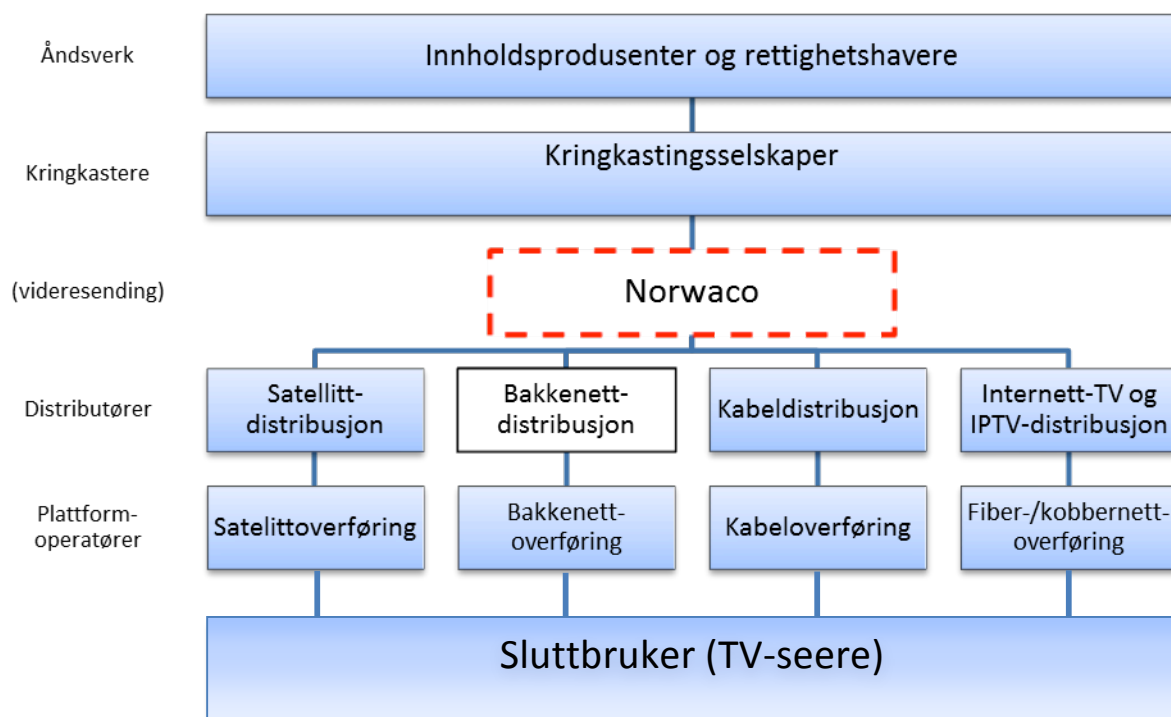 Åndsverk
Innholdsprodusenter og rettighetshavere
Kringkastere
Kringkastingsselskaper
(videresending)
Norwaco
Distributører
Satellitt-
distribusjon
Bakkenett-
distribusjon
Kabeldistribusjon
Internett-TV og
IPTV-distribusjon
Plattform-
operatører
Satelittoverføring
Bakkenett-
overføring
Kabeloverføring
Fiber-/kobbernett-
overføring
Sluttbruker (TV-seere)